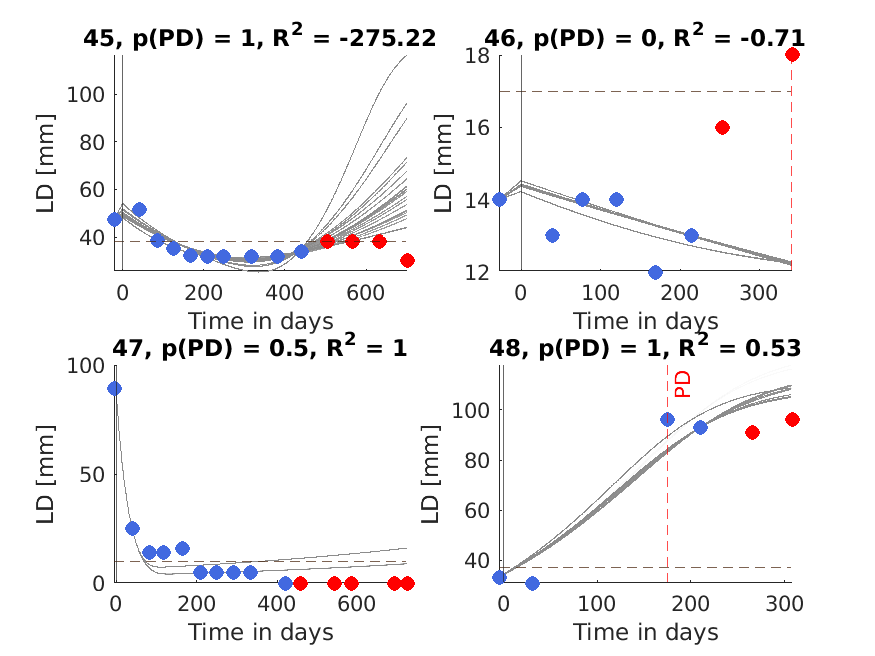 45, p(PD) = 1, R² = -275.22
LD [mm]
100
80
60
40
0
200
400
600
Time in days
46, p(PD) = 0, R² = -0.71
LD [mm]
18
16
14
12
0
100
200
300
Time in days
47, p(PD) = 0.5, R² = 1
LD [mm]
100
50
0
0
200
400
600
Time in days
48, p(PD) = 1, R² = 0.53
LD [mm]
PD
100
80
60
40
0
100
200
300
Time in days